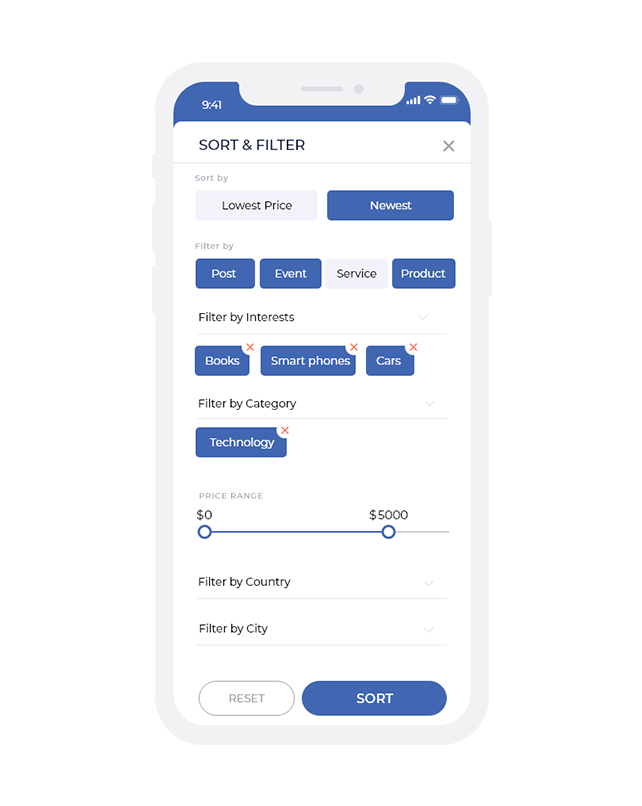 9:41
SORT & FILTER
Sort by
Lowest Price Newest
Filter by
Post Event Service Product
Filter by Interests
Books Smart phones Cars
Filter by Category
Technology
PRICE RANGE
$0 $5000
Filter by Country
Filter by City
RESET SORT